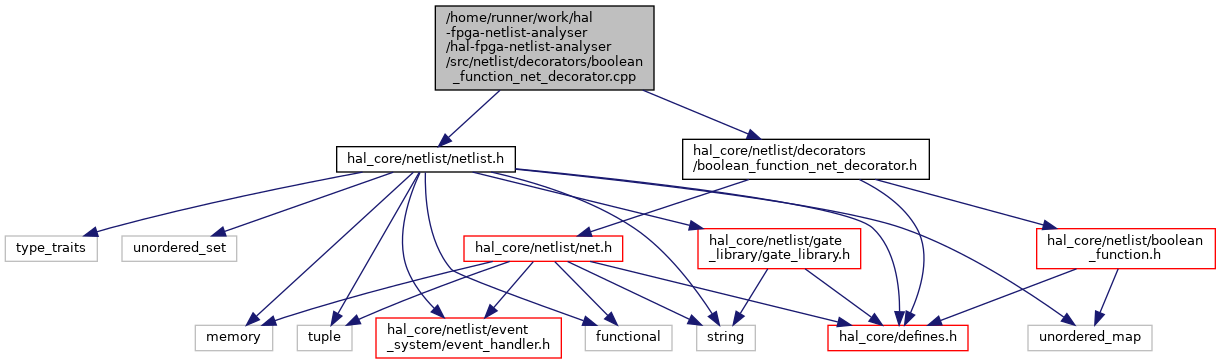 /home/runner/work/hal
-fpga-netlist-analyser
/hal-fpga-netlist-analyser
/src/netlist/decorators/boolean
_function_net_decorator.cpp
hal_core/netlist/netlist.h
hal_core/netlist/decorators
/boolean_function_net_decorator.h
type_traits
unordered_set
hal_core/netlist/net.h
hal_core/netlist/gate
_library/gate_library.h
hal_core/netlist/boolean
_function.h
memory
tuple
hal_core/netlist/event
_system/event_handler.h
functional
string
hal_core/defines.h
unordered_map